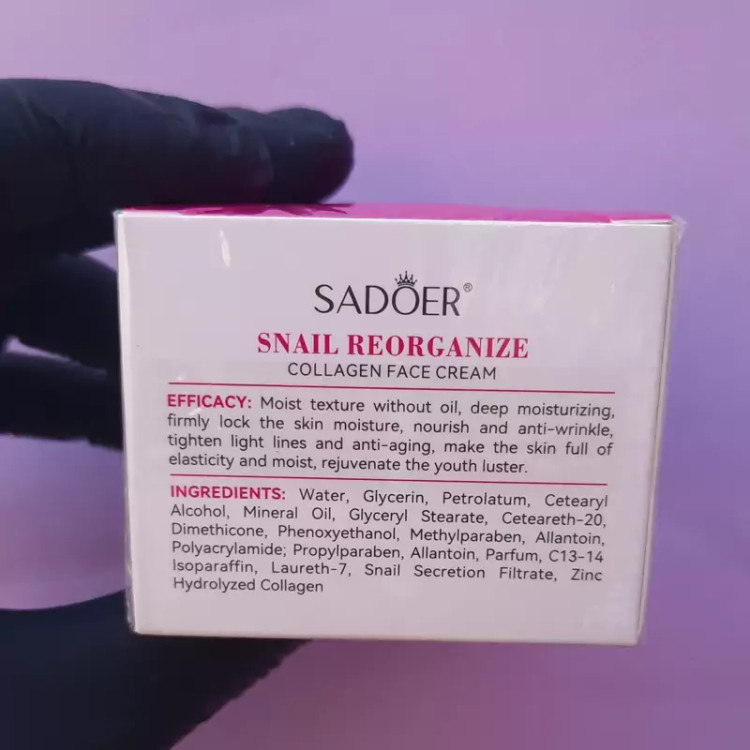 SADOER®
SNAIL REORGANIZE
COLLAGEN FACE CREAM
EFFICACY: Moist texture without oil, deep moisturizing,
firmly lock the skin moisture, nourish and anti-wrinkle,
tighten light lines and anti-aging, make the skin full of
elasticity and moist, rejuvenate the youth luster.
INGREDIENTS: Water, Glycerin, Petrolatum, Cetearyl
Alcohol, Mineral Oil, Glyceryl Stearate, Ceteareth-20,
Dimethicone, Phenoxyethanol, Methylparaben, Allantoin,
Polyacrylamide; Propylparaben, Allantoin, Parfum, C13-14
Isoparaffin, Laureth-7, Snail Secretion Filtrate, Zinc
Hydrolyzed Collagen